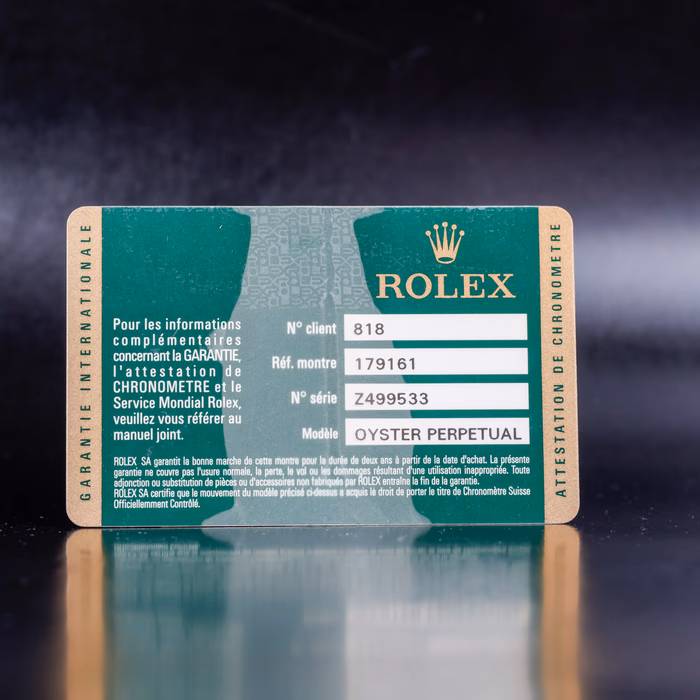 GARANTIE INTERNATIONALE
ROLEX
Pour les informations
complémentaires
concernant la GARANTIE,
l'attestation de
CHRONOMETRE et le
Service Mondial Rolex,
veuillez vous référer au
manuel joint.
N° client 818
Réf. montre 179161
N° série Z499533
Modèle OYSTER PERPETUAL
ROLEX SA garantit la bonne marche de cette montre pour la durée de deux ans à partir de la date d'achat. La présente
garantie ne couvre pas l'usure normale, la perte, le vol ou les dommages résultant d'une utilisation inappropriée. Toute
adjonction ou substitution de pièces ou d'accessoires non fabriqués par ROLEX entraîne la fin de la garantie.
ROLEX SA certifie que le mouvement du modèle précisé ci-dessus a acquis le droit de porter le titre de Chronomètre Suisse
Officiellement Contrôlé.
ATTESTATION DE CHRONOMETRE